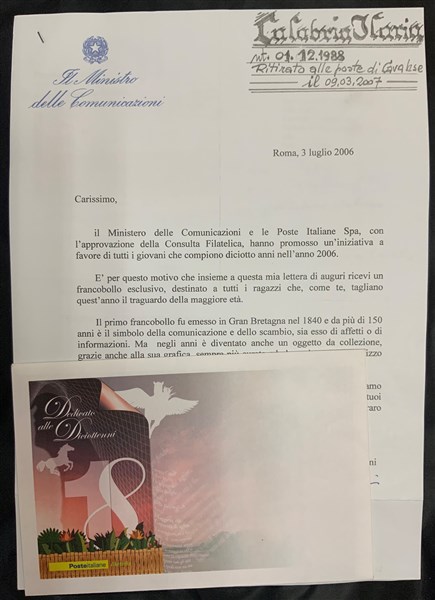 Calabria Ilaria
nt. 01.12.1988
Ritirato alle poste di Cavalese
il 09.03.2007
Il Ministro
delle Comunicazioni
Roma, 3 luglio 2006
Carissimo,
il Ministero delle Comunicazioni e le Poste Italiane Spa, con
l'approvazione della Consulta Filatelica, hanno promosso un'iniziativa a
favore di tutti i giovani che compiono diciotto anni nell'anno 2006.
E' per questo motivo che insieme a questa mia lettera di auguri ricevi un
francobollo esclusivo, destinato a tutti i ragazzi che, come te, tagliano
quest'anno il traguardo della maggiore età.
Il primo francobollo fu emesso in Gran Bretagna nel 1840 e da più di 150
anni è il simbolo della comunicazione e dello scambio, sia esso di affetti o di
informazioni. Ma negli anni è diventato anche un oggetto da collezione,
grazie anche alla sua grafica, sempre più
Dedicato
alle
Diciottenni
18
Posteitaliane